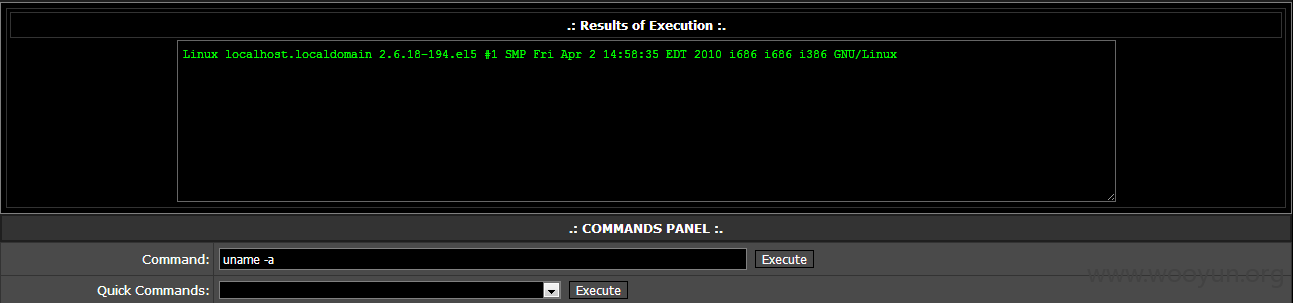 .: Results of Execution :.
Linux localhost.localdomain 2.6.18-194.el5 #1 SMP Fri Apr 2 14:58:35 EDT 2010 i686 i686 i386 GNU/Linux
.: COMMANDS PANEL :.
Command: uname -a Execute
Quick Commands: Execute
www.wooyun.org